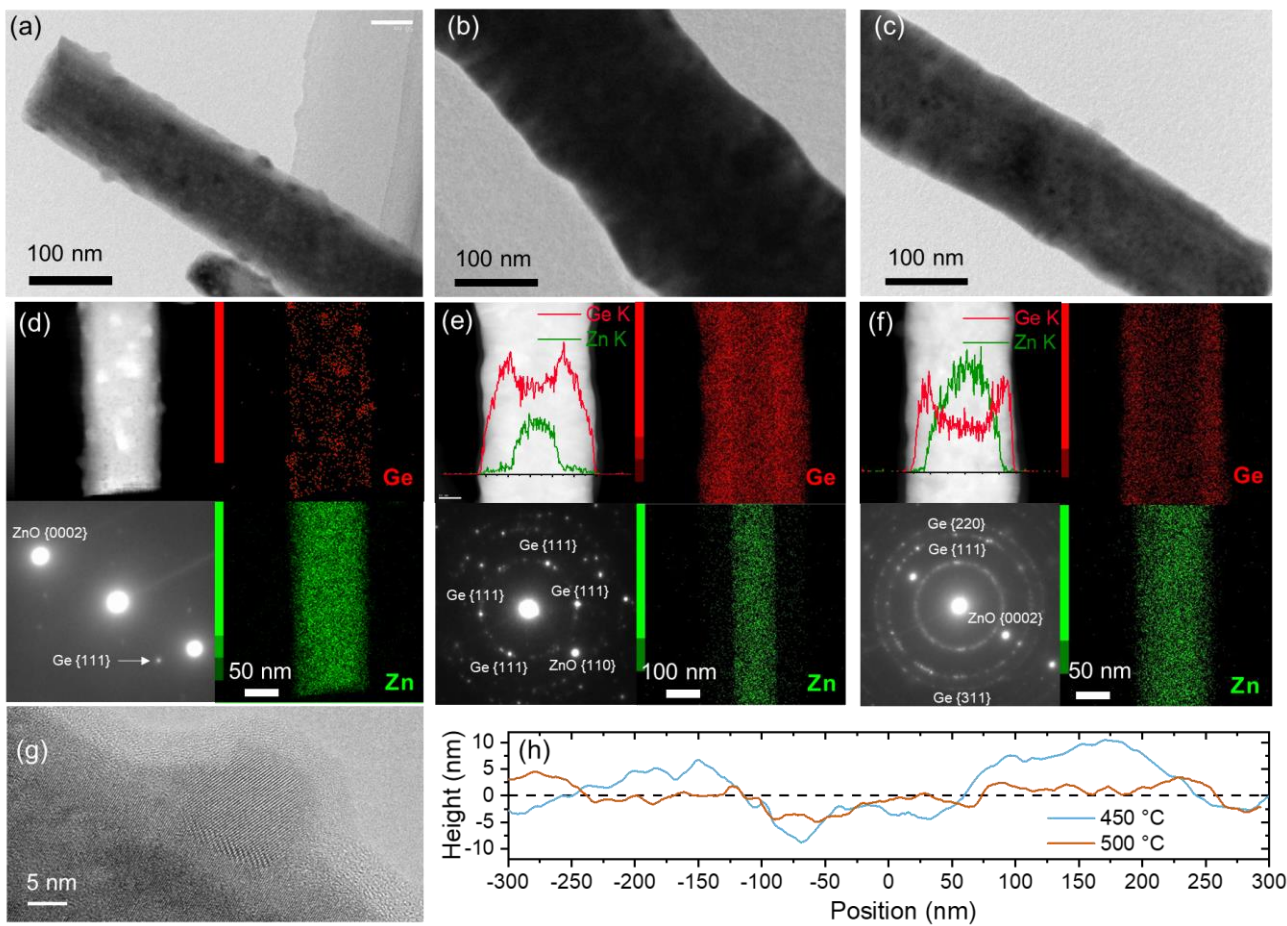 (a)
100 nm
(b)
100 nm
(c)
100 nm
(d)
Ge
ZnO {0002}
Ge {111}
50 nm
Zn
(e)
Ge K
Zn K
Ge
Ge {111}
Ge {111}
Ge {111}
Ge {111}
ZnO {110}
100 nm
Zn
(f)
Ge K
Zn K
Ge
Ge {220}
Ge {111}
ZnO {0002}
Ge {311}
50 nm
Zn
(g)
5 nm
(h)
Height (nm)
10
5
0
-5
-10
450 °C
500 °C
-300 -250 -200 -150 -100 -50 0 50 100 150 200 250 300
Position (nm)